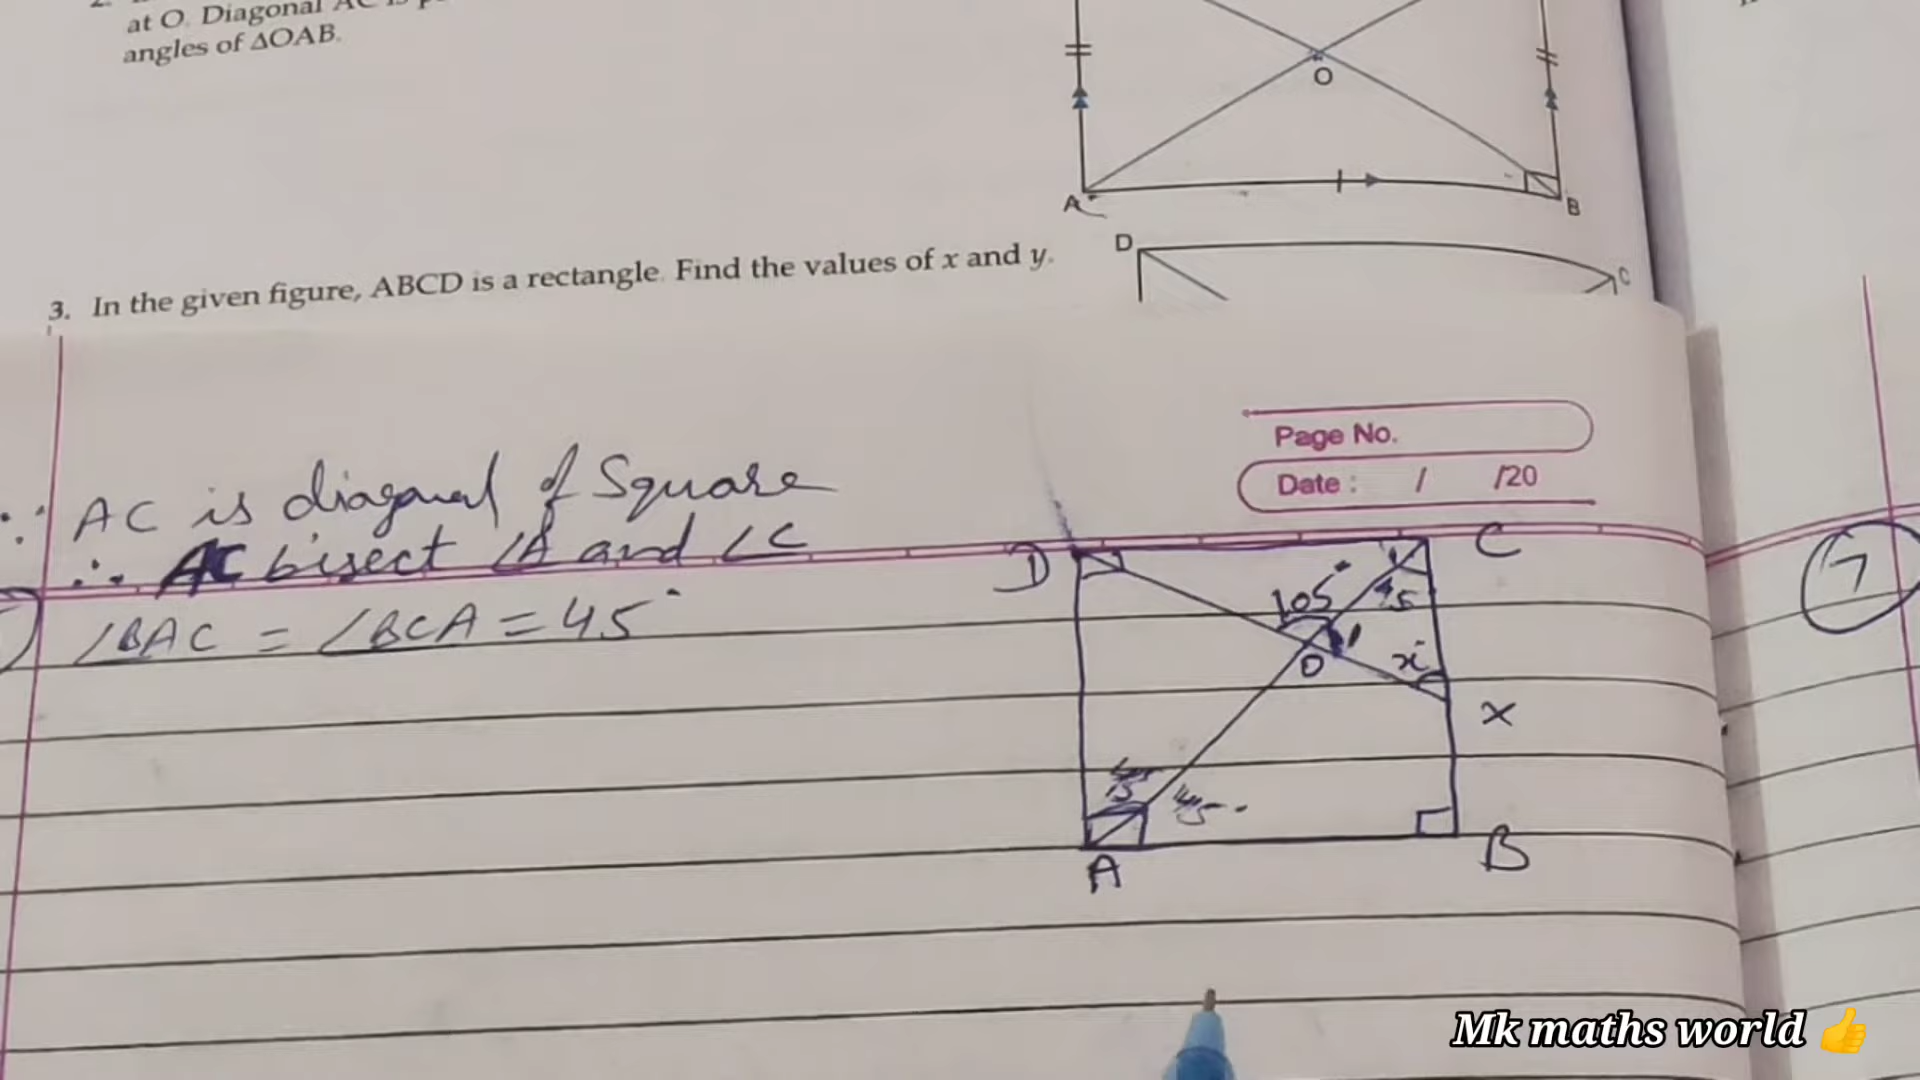 at O. Diagonal AC is
angles of ΔOAB.
O
A
B
3. In the given figure, ABCD is a rectangle. Find the values of x and y.
D
C
Page No.
Date : / /20
∵ AC is diagonal of Square
∴ AC bisect ∠A and ∠C
∠BAC = ∠BCA = 45°
D
C
105°
45
O
x°
X
45
45°
A
B
7
Mk maths world 👍